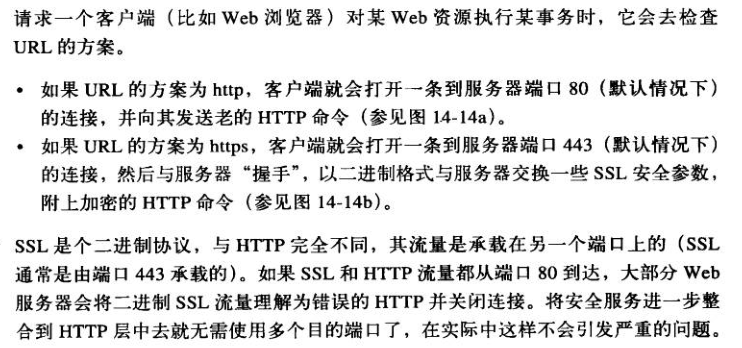 请求一个客户端（比如 Web 浏览器）对某 Web 资源执行某事务时，它会去检查
URL 的方案。
• 如果 URL 的方案为 http，客户端就会打开一条到服务器端口 80（默认情况下）
的连接，并向其发送老的 HTTP 命令（参见图 14-14a）。
• 如果 URL 的方案为 https，客户端就会打开一条到服务器端口 443（默认情况下）
的连接，然后与服务器“握手”，以二进制格式与服务器交换一些 SSL 安全参数，
附上加密的 HTTP 命令（参见图 14-14b）。
SSL 是个二进制协议，与 HTTP 完全不同，其流量是承载在另一个端口上的（SSL
通常是由端口 443 承载的）。如果 SSL 和 HTTP 流量都从端口 80 到达，大部分 Web
服务器会将二进制 SSL 流量理解为错误的 HTTP 并关闭连接。将安全服务进一步整
合到 HTTP 层中去就无需使用多个目的端口了，在实际中这样不会引发严重的问题。